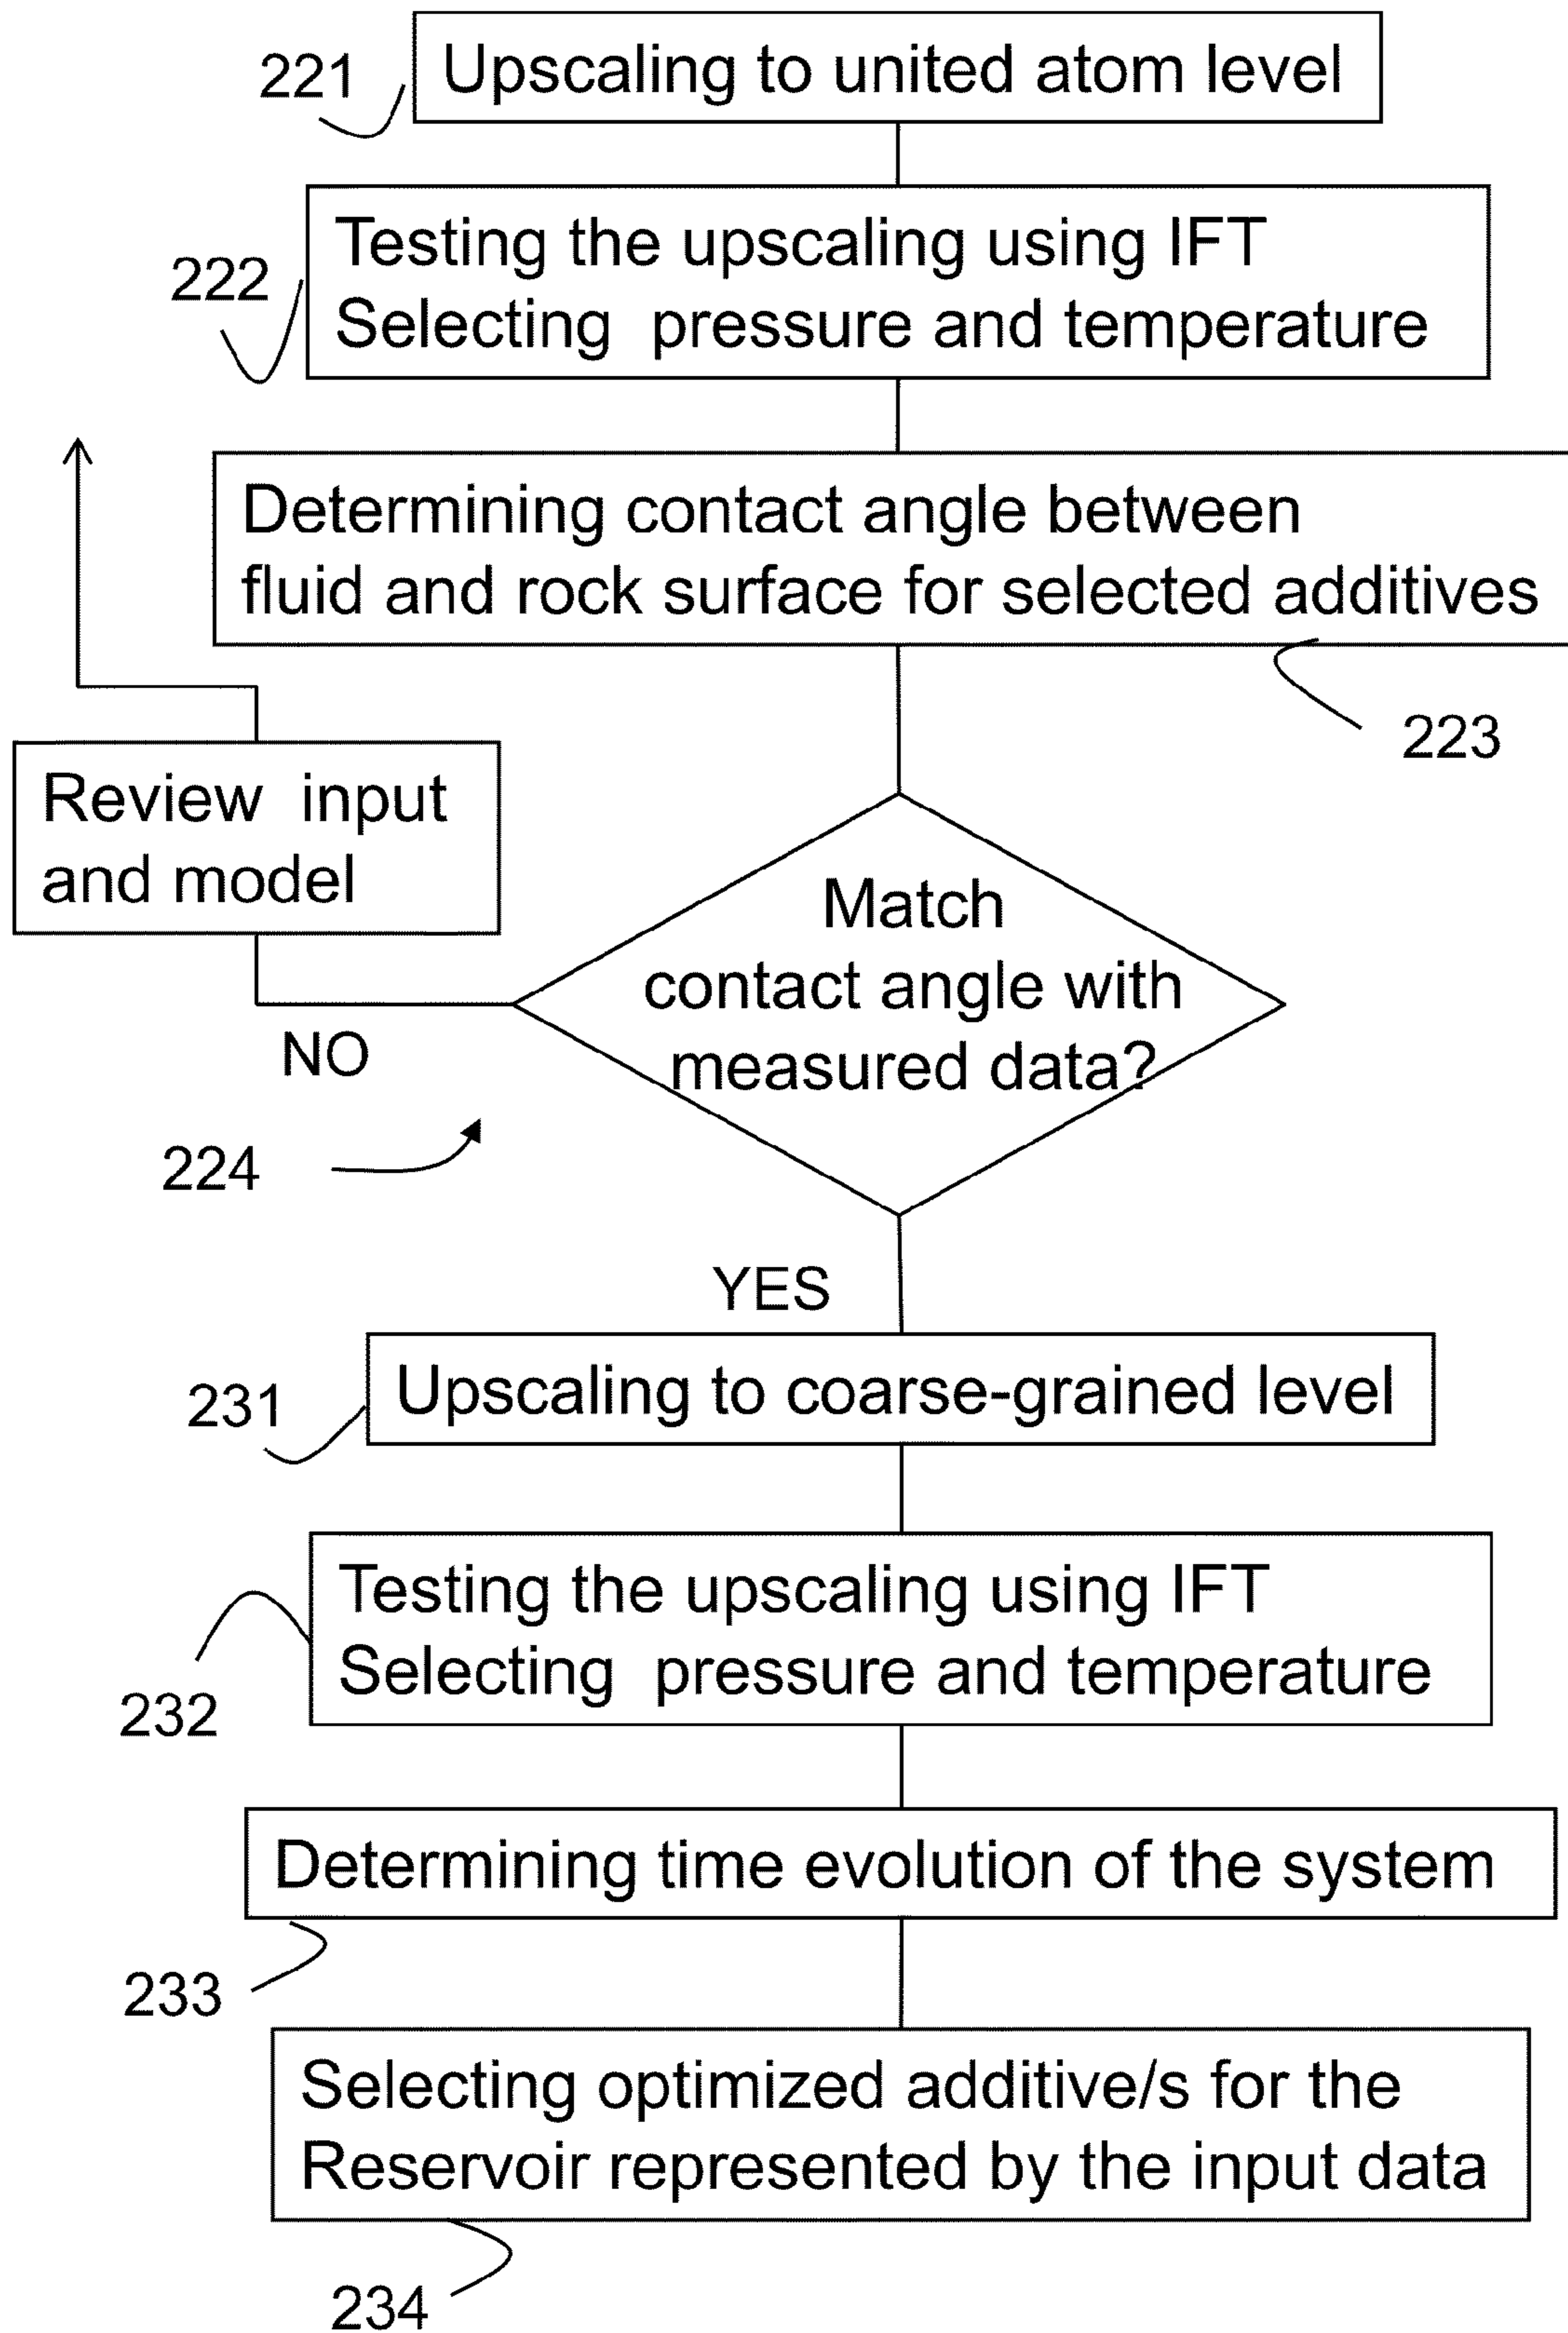 221
Upscaling to united atom level
222
Testing the upscaling using IFT
Selecting pressure and temperature
Determining contact angle between
fluid and rock surface for selected additives
223
Review input
and model
Match
contact angle with
measured data?
NO
224
YES
231
Upscaling to coarse-grained level
232
Testing the upscaling using IFT
Selecting pressure and temperature
Determining time evolution of the system
233
Selecting optimized additive/s for the
Reservoir represented by the input data
234